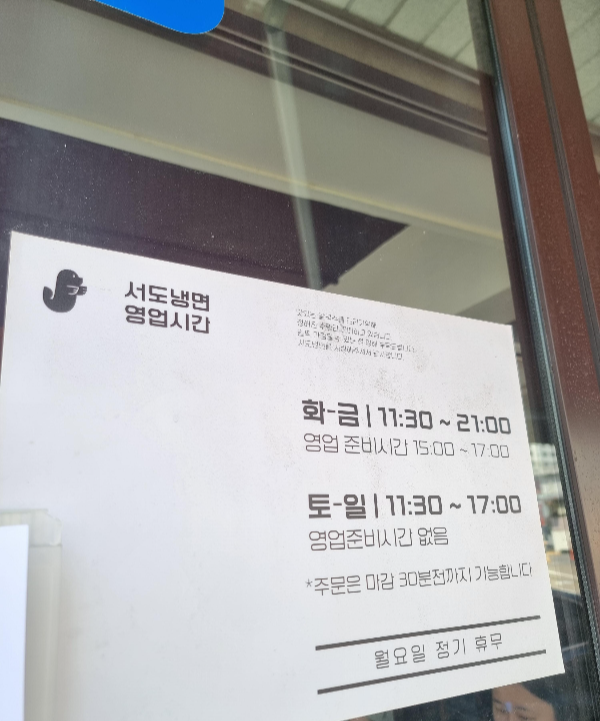 서도냉면
영업시간
화-금 | 11:30 ~ 21:00
영업 준비시간 15:00 ~ 17:00
토-일 | 11:30 ~ 17:00
영업준비시간 없음
*주문은 마감 30분전까지 가능합니다
월요일 정기 휴무